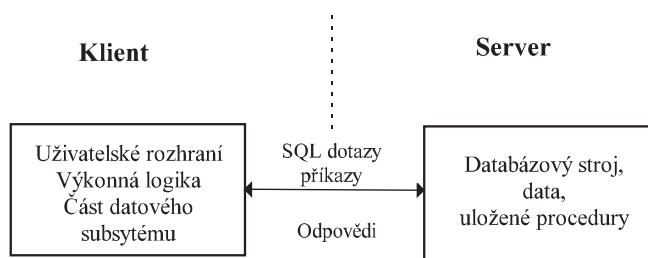 Klient
Server
Uživatelské rozhraní
Výkonná logika
Část datového
subsytému
SQL dotazy
příkazy
Odpovědi
Databázový stroj,
data,
uložené procedury